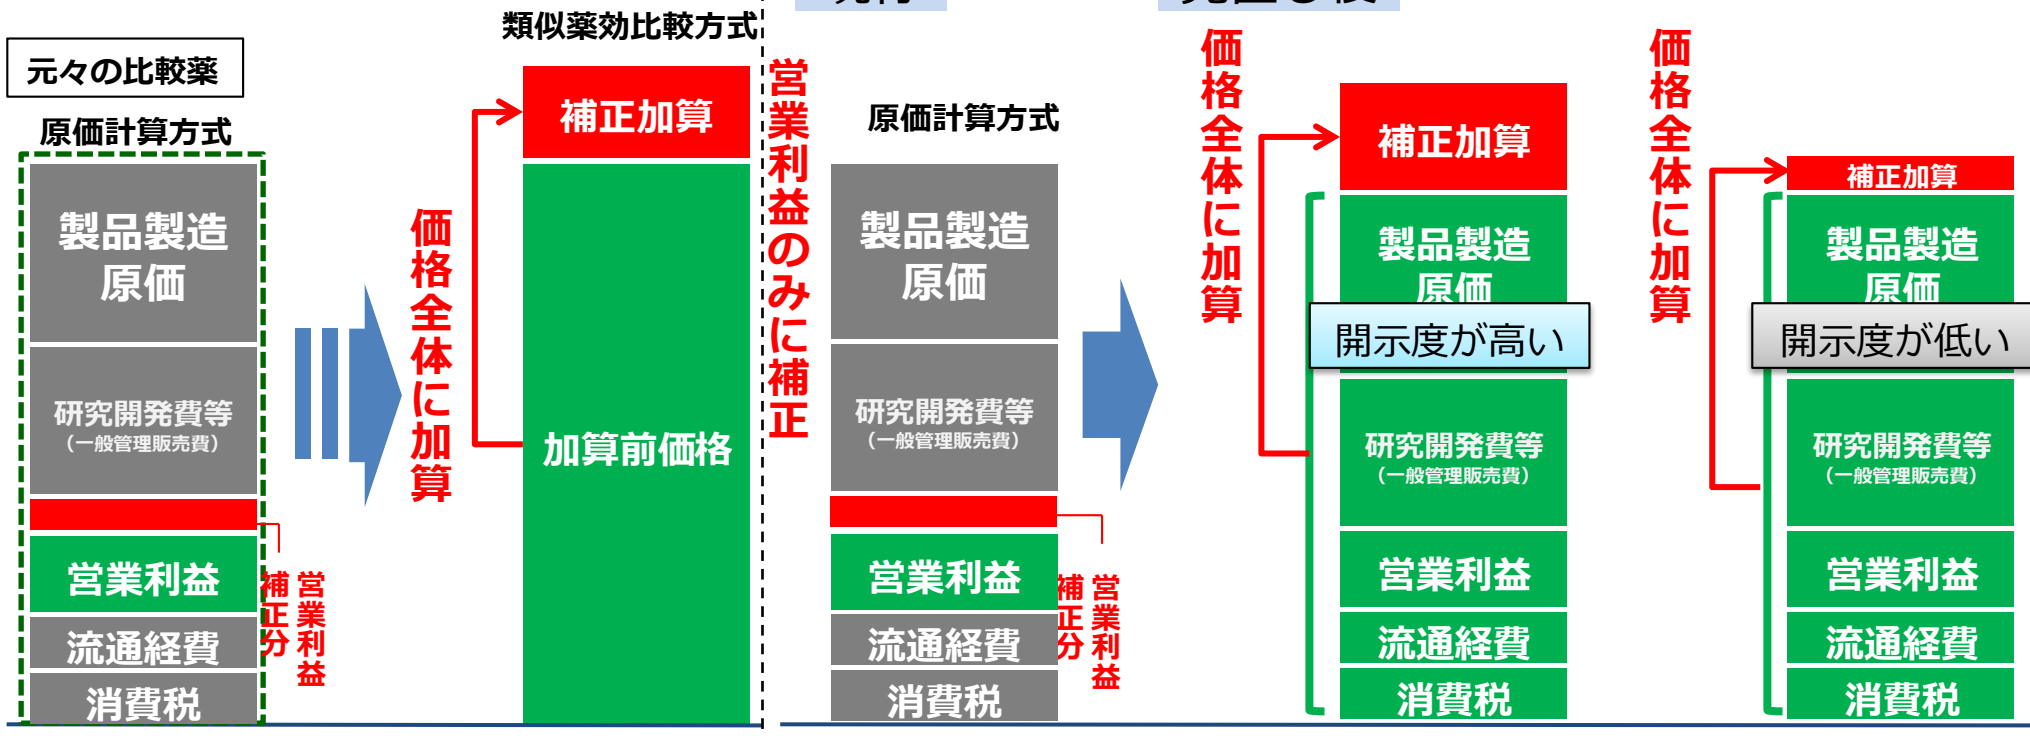 類似薬効比較方式
元々の比較薬
原価計算方式
製品製造
原価
研究開発費等
（一般管理販売費）
営業利益
流通経費
消費税
営業利益
補正分
価格全体に加算
補正加算
加算前価格
営業利益のみに補正
原価計算方式
製品製造
原価
研究開発費等
（一般管理販売費）
営業利益
流通経費
消費税
営業利益
補正分
価格全体に加算
補正加算
製品製造
原価
開示度が高い
研究開発費等
（一般管理販売費）
営業利益
流通経費
消費税
価格全体に加算
補正加算
製品製造
原価
開示度が低い
研究開発費等
（一般管理販売費）
営業利益
流通経費
消費税